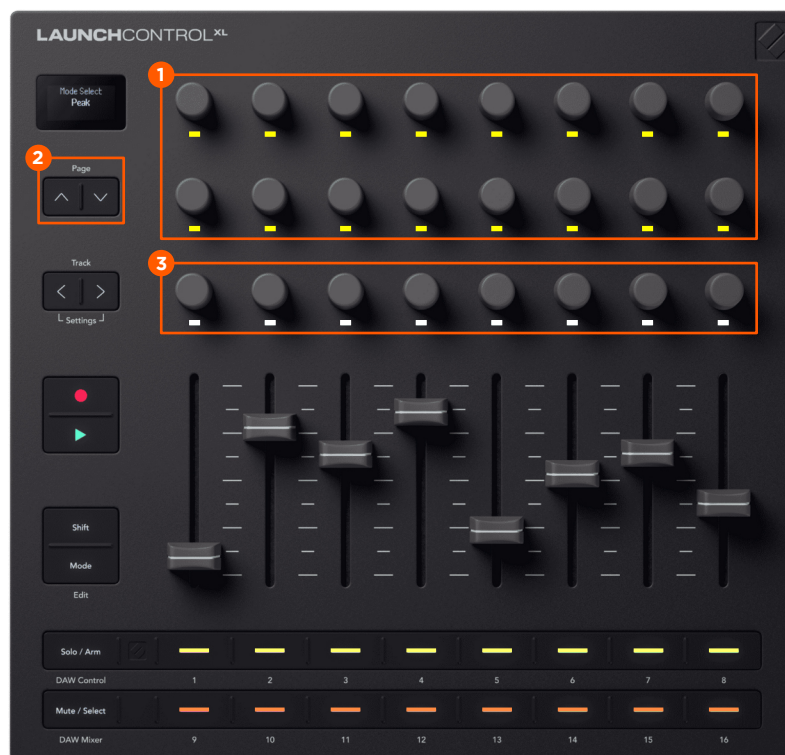 LAUNCHCONTROL XL
1
Mode Select
Peak
2
Page
3
Track
Settings
Shift
Mode
Edit
Solo / Arm
DAW Control 1 2 3 4 5 6 7 8
Mute / Select
DAW Mixer 9 10 11 12 13 14 15 16